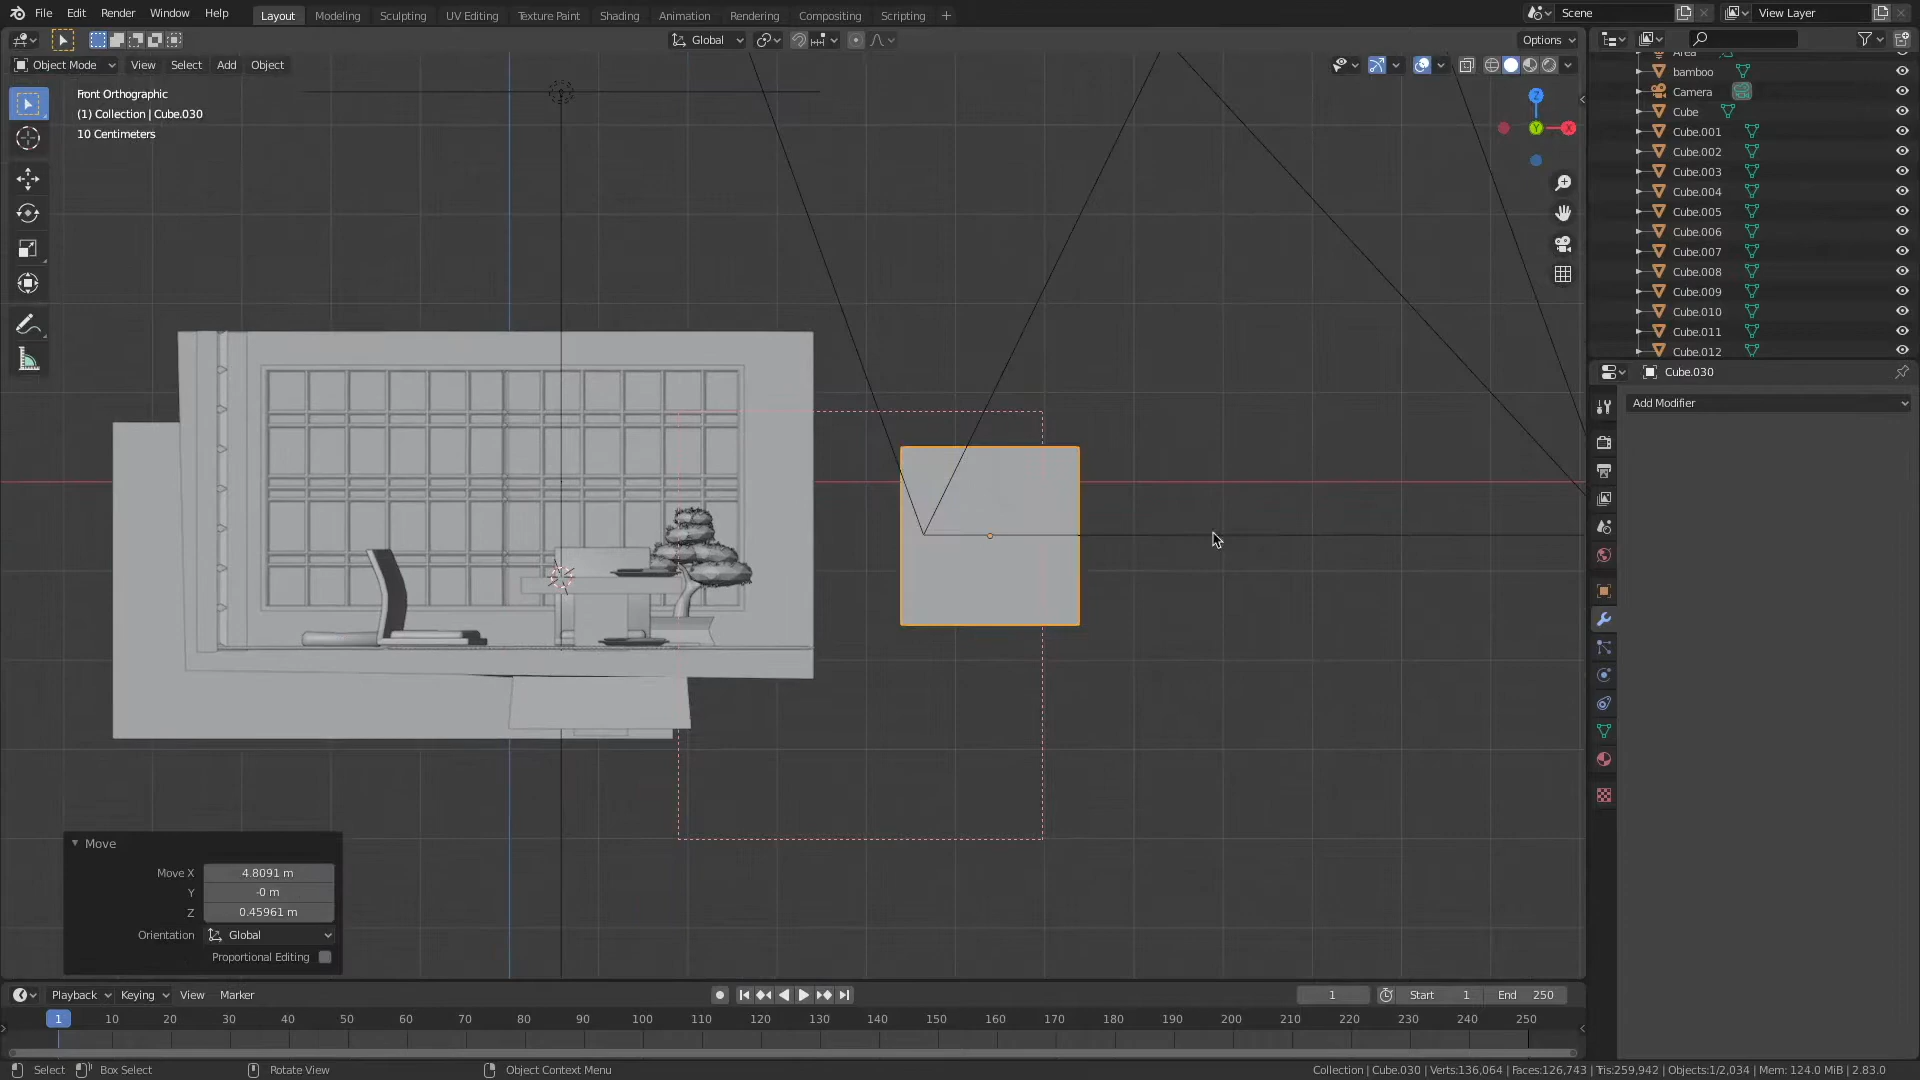 File Edit Render Window Help Layout Modeling Sculpting UV Editing Texture Paint Shading Animation Rendering Compositing Scripting + Scene View Layer
Global Options
Object Mode View Select Add Object
Front Orthographic
(1) Collection | Cube.030
10 Centimeters
Z
Y
X
Area
bamboo
Camera
Cube
Cube.001
Cube.002
Cube.003
Cube.004
Cube.005
Cube.006
Cube.007
Cube.008
Cube.009
Cube.010
Cube.011
Cube.012
Cube.030
Add Modifier
Move
Move X 4.8091 m
Y -0 m
Z 0.45961 m
Orientation Global
Proportional Editing
Playback Keying View Marker 1 Start 1 End 250
1 10 20 30 40 50 60 70 80 90 100 110 120 130 140 150 160 170 180 190 200 210 220 230 240 250
Select Box Select Rotate View Object Context Menu Collection | Cube.030 | Verts:136,064 | Faces:126,743 | Tris:259,942 | Objects:1/2,034 | Mem: 124.0 MiB | 2.83.0